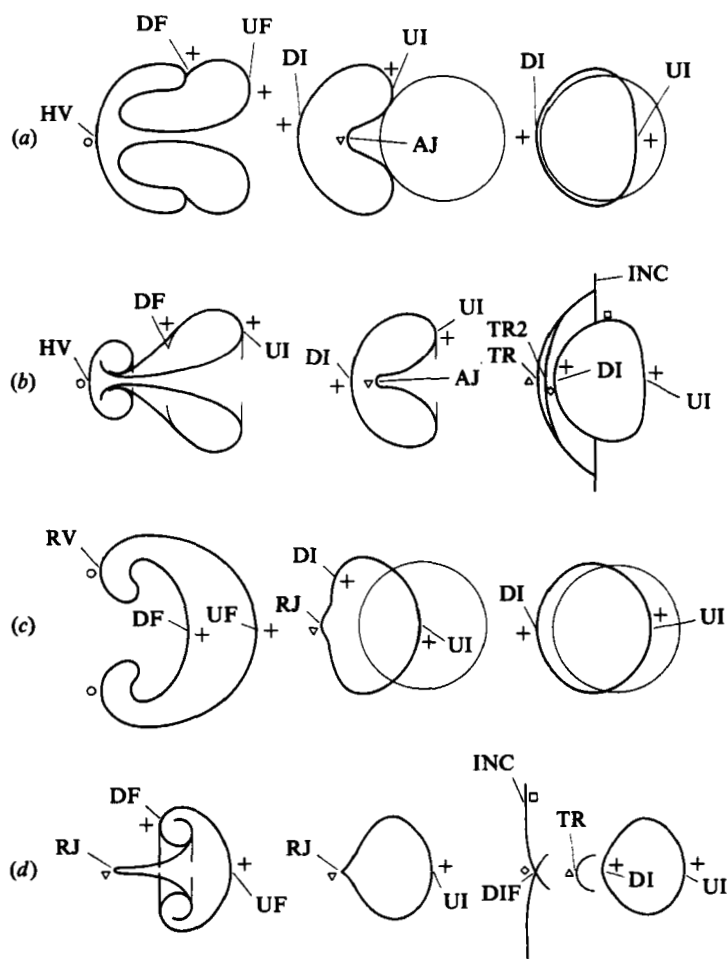 DF UF DI UI DI UI
HV AJ
(a)
INC
DF UI TR2
HV UI DI TR
(b) AJ DI UI
RV DI DI
DF UF RJ UI UI
(c)
INC
DF TR
RJ RJ
(d) UF UI DIF DI UI